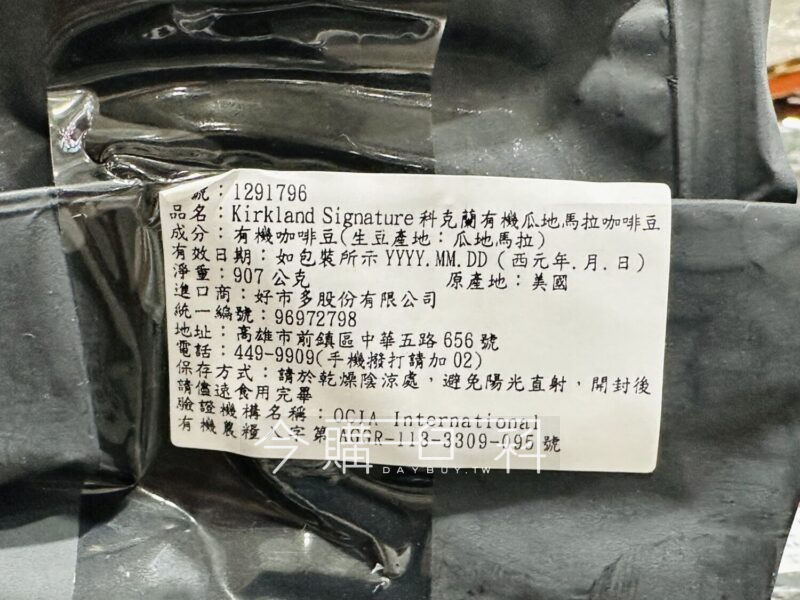 號：1291796
品名：Kirkland Signature 科克蘭有機瓜地馬拉咖啡豆
成分：有機咖啡豆(生豆產地：瓜地馬拉)
有效日期：如包裝所示 YYYY.MM.DD (西元年.月.日)
淨重：907 公克 原產地：美國
進口商：好市多股份有限公司
統一編號：96972798
地址：高雄市前鎮區中華五路 656 號
電話：449-9909(手機撥打請加 02)
保存方式：請於乾燥陰涼處，避免陽光直射，開封後
請儘速食用完畢
驗證機構名稱：OCIA International
有機農糧 字第 AGGR-113-3309-095 號
今購百科
DAYBUY.TW